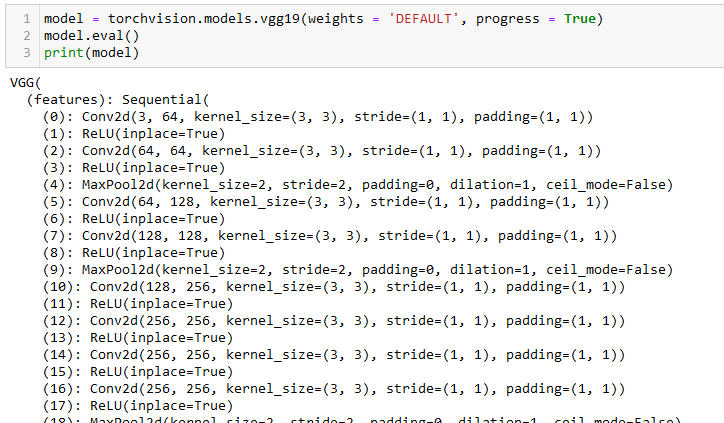 1 model = torchvision.models.vgg19(weights = 'DEFAULT', progress = True)
2 model.eval()
3 print(model)
VGG(
(features): Sequential(
(0): Conv2d(3, 64, kernel_size=(3, 3), stride=(1, 1), padding=(1, 1))
(1): ReLU(inplace=True)
(2): Conv2d(64, 64, kernel_size=(3, 3), stride=(1, 1), padding=(1, 1))
(3): ReLU(inplace=True)
(4): MaxPool2d(kernel_size=2, stride=2, padding=0, dilation=1, ceil_mode=False)
(5): Conv2d(64, 128, kernel_size=(3, 3), stride=(1, 1), padding=(1, 1))
(6): ReLU(inplace=True)
(7): Conv2d(128, 128, kernel_size=(3, 3), stride=(1, 1), padding=(1, 1))
(8): ReLU(inplace=True)
(9): MaxPool2d(kernel_size=2, stride=2, padding=0, dilation=1, ceil_mode=False)
(10): Conv2d(128, 256, kernel_size=(3, 3), stride=(1, 1), padding=(1, 1))
(11): ReLU(inplace=True)
(12): Conv2d(256, 256, kernel_size=(3, 3), stride=(1, 1), padding=(1, 1))
(13): ReLU(inplace=True)
(14): Conv2d(256, 256, kernel_size=(3, 3), stride=(1, 1), padding=(1, 1))
(15): ReLU(inplace=True)
(16): Conv2d(256, 256, kernel_size=(3, 3), stride=(1, 1), padding=(1, 1))
(17): ReLU(inplace=True)
(18): MaxPool2d(kernel_size=2, stride=2, padding=0, dilation=1, ceil_mode=False)